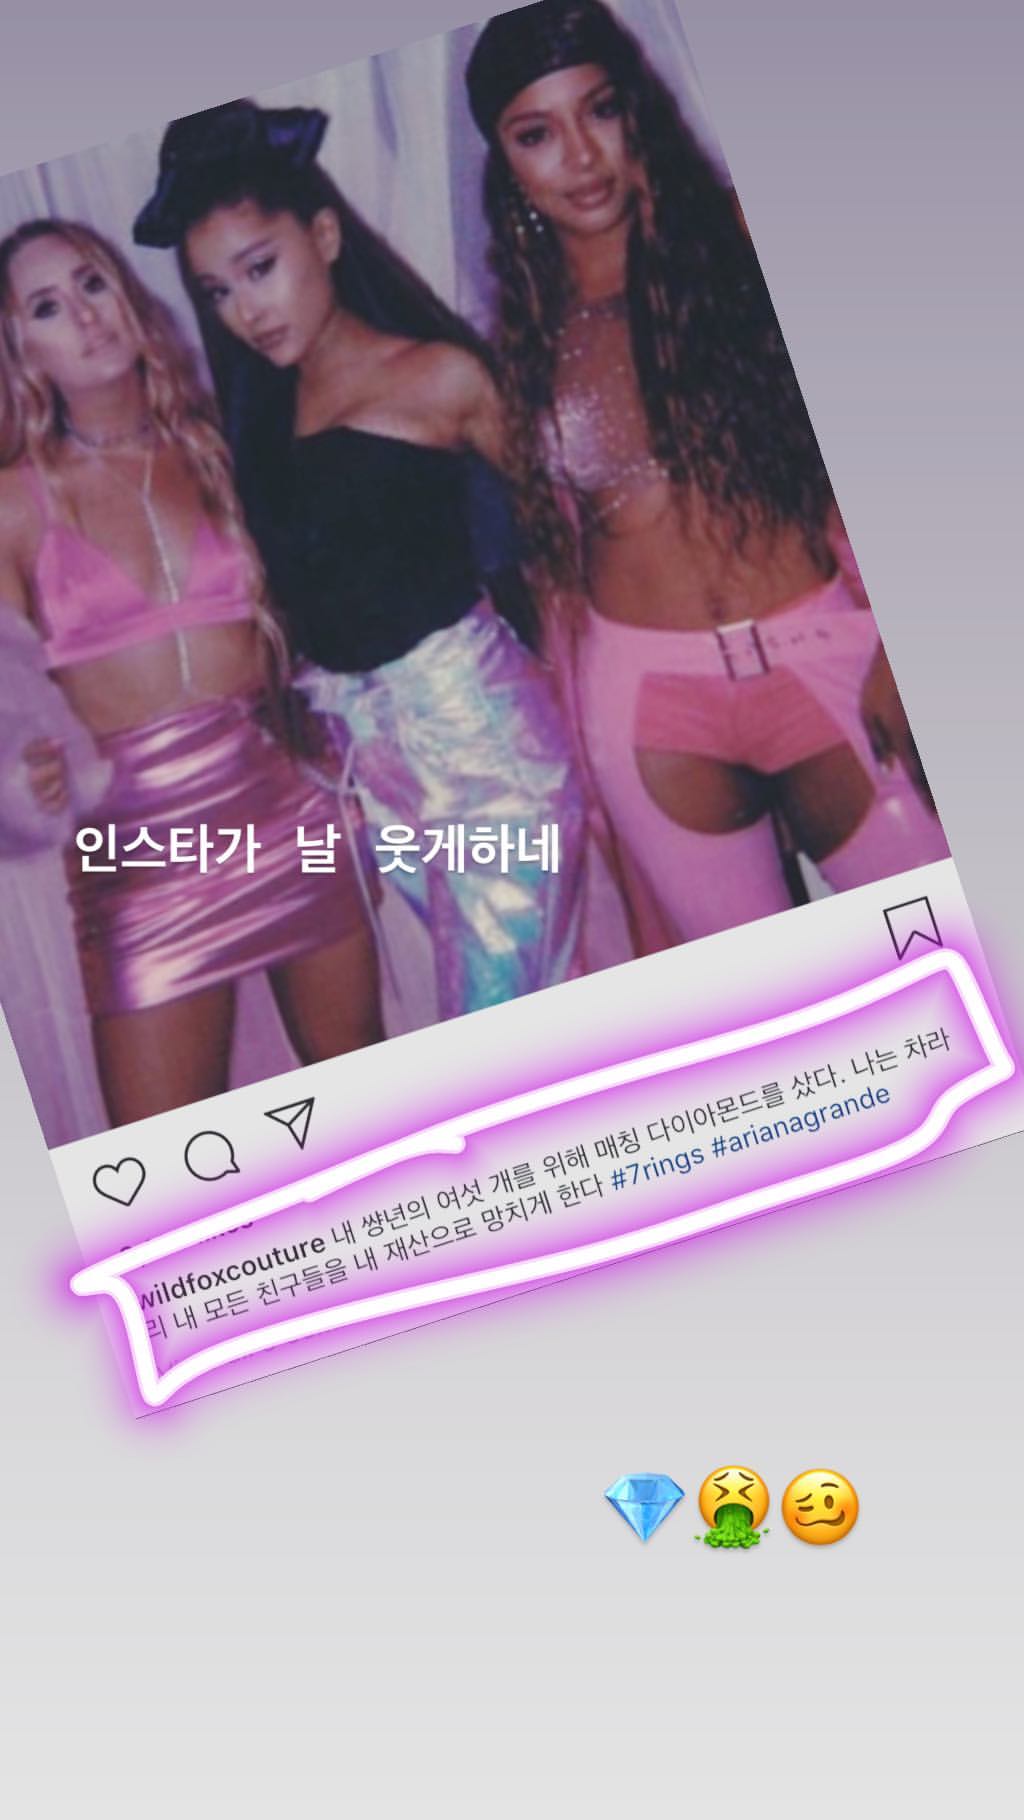 인스타가 날 웃게하네
wildfoxcouture 내 썅년의 여섯 개를 위해 매칭 다이아몬드를 샀다. 나는 차라
리 내 모든 친구들을 내 재산으로 망치게 한다 #7rings #arianagrande